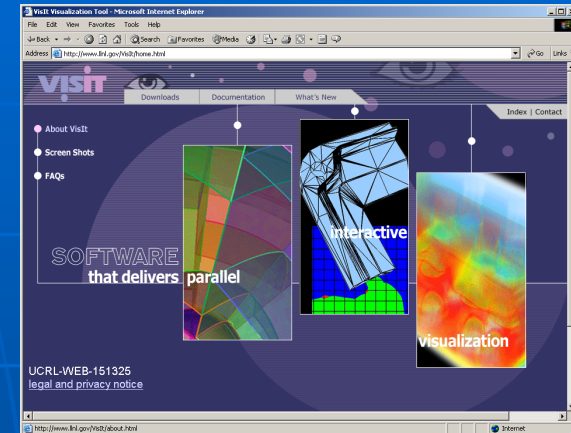 VisIt Visualization Tool - Microsoft Internet Explorer
File Edit View Favorites Tools Help
Back Search Favorites Media
Address http://www.llnl.gov/VisIt/home.html Go Links
VISIT
Downloads Documentation What's New
Index | Contact
About VisIt
Screen Shots
FAQs
interactive
SOFTWARE
that delivers parallel
visualization
UCRL-WEB-151325
legal and privacy notice
http://www.llnl.gov/VisIt/about.html Internet